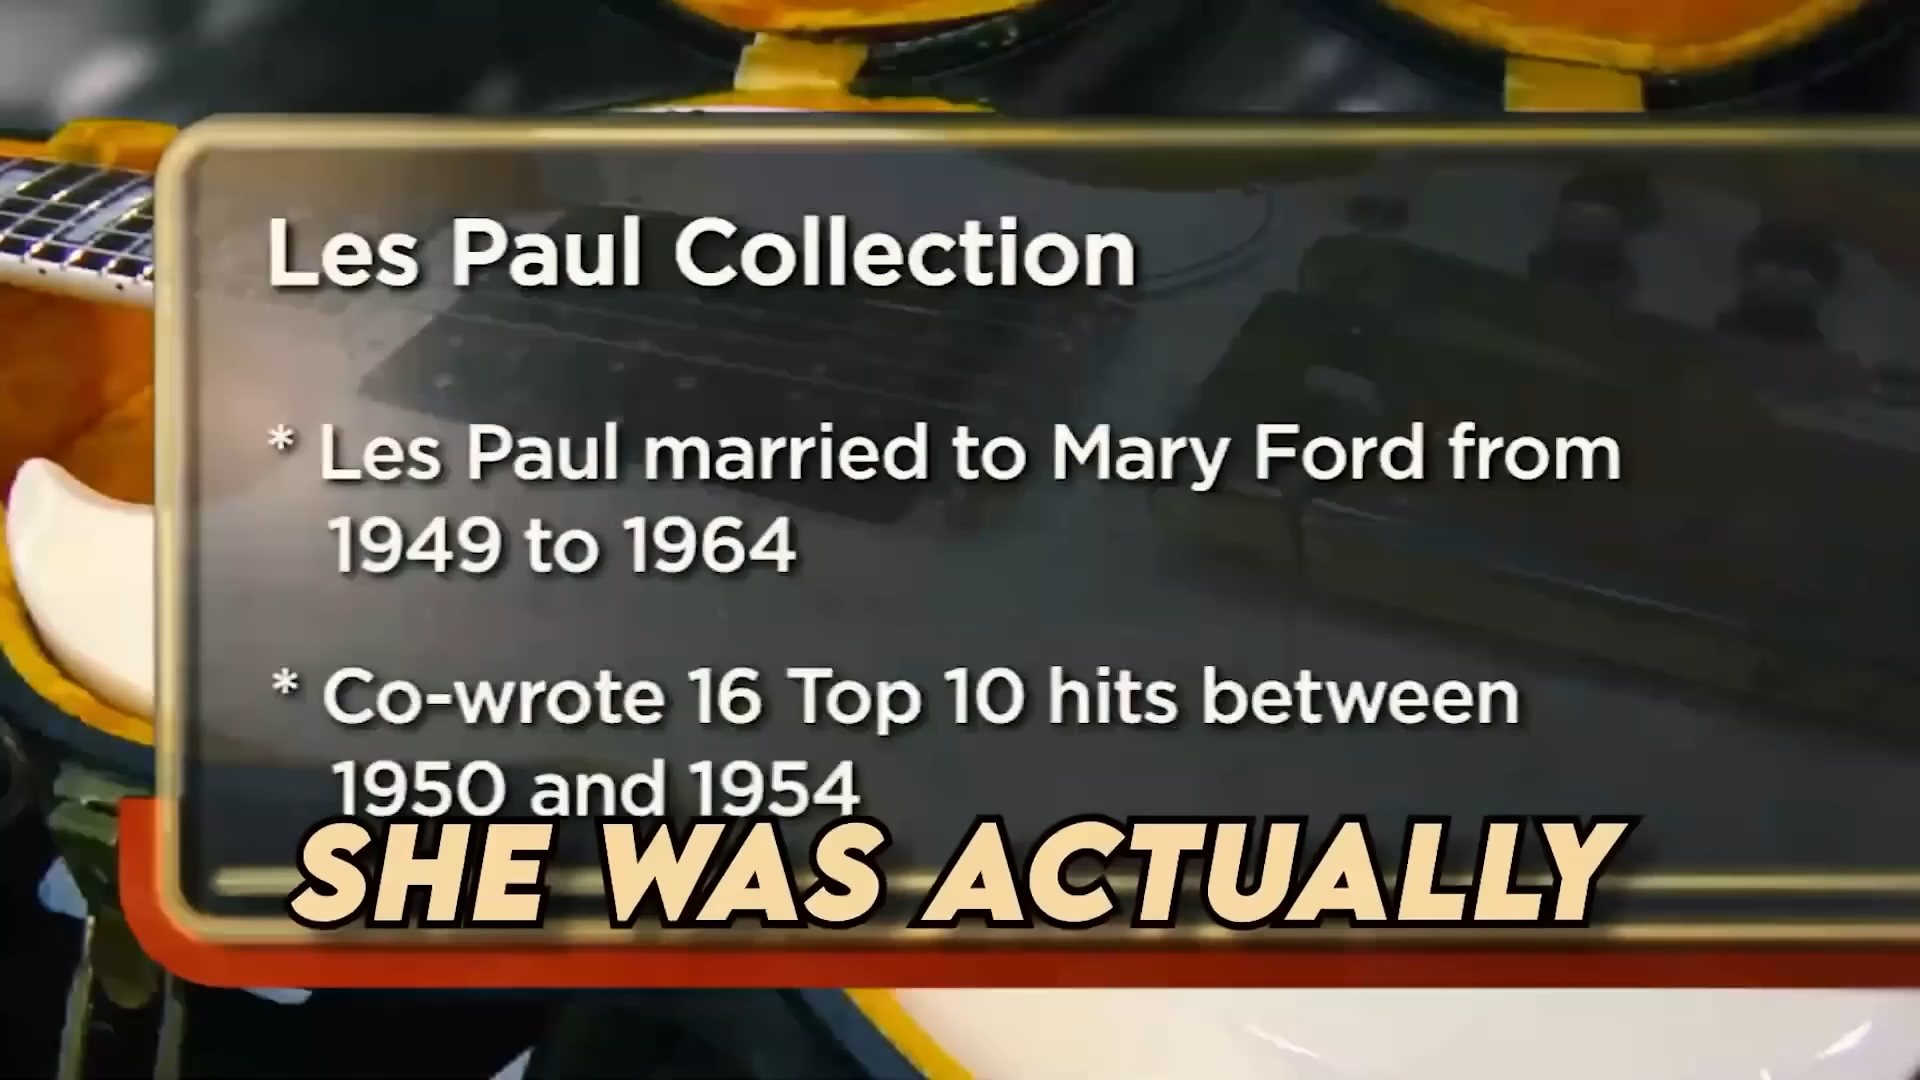 Les Paul Collection
* Les Paul married to Mary Ford from
1949 to 1964
* Co-wrote 16 Top 10 hits between
1950 and 1954
SHE WAS ACTUALLY